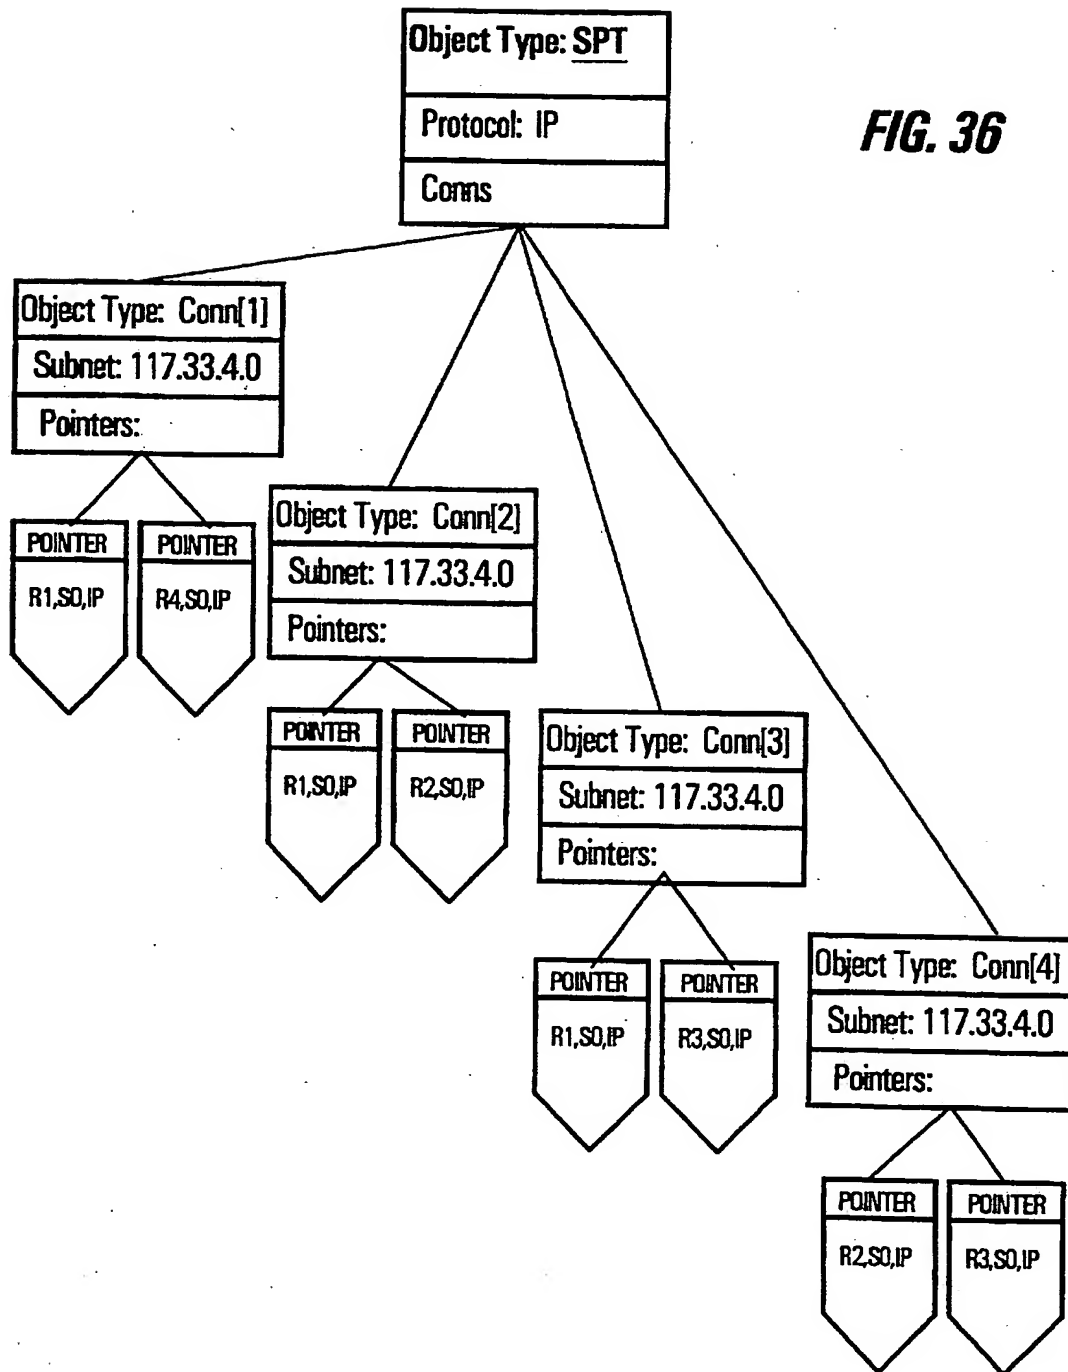 Object Type: SPT
Protocol: IP
Conns
FIG. 36
Object Type: Conn[1]
Subnet: 117.33.4.0
Pointers:
POINTER
R1,S0,IP
POINTER
R4,S0,IP
Object Type: Conn[2]
Subnet: 117.33.4.0
Pointers:
POINTER
R1,S0,IP
POINTER
R2,S0,IP
Object Type: Conn[3]
Subnet: 117.33.4.0
Pointers:
POINTER
R1,S0,IP
POINTER
R3,S0,IP
Object Type: Conn[4]
Subnet: 117.33.4.0
Pointers:
POINTER
R2,S0,IP
POINTER
R3,S0,IP